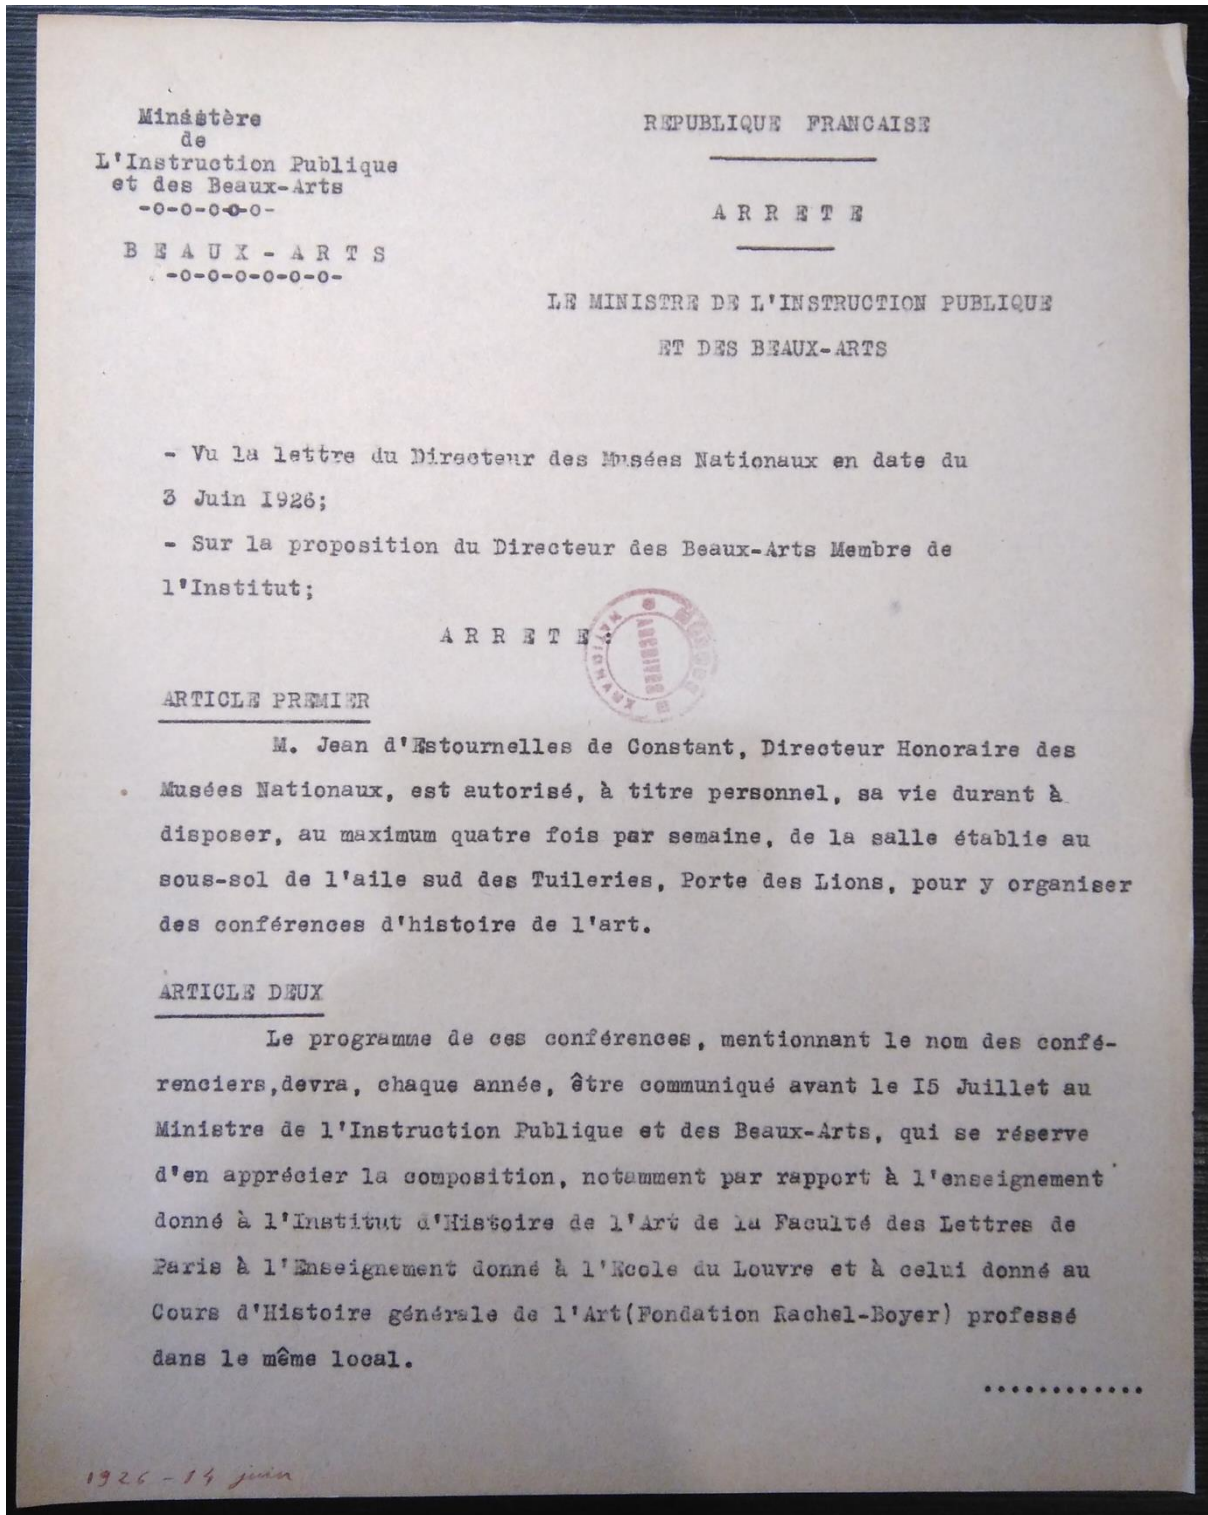 Minástère
de
L'Instruction Publique
et des Beaux-Arts
-o-o-o-o-o-
BEAUX-ARTS
-o-o-o-o-o-o-
REPUBLIQUE FRANCAISE
ARRETE
LE MINISTRE DE L'INSTRUCTION PUBLIQUE
ET DES BEAUX-ARTS
- Vu la lettre du Directeur des Musées Nationaux en date du
3 Juin I926;
- Sur la proposition du Directeur des Beaux-Arts Membre de
l'Institut;
ARRETE:
MUSÉES NATIONAUX
ARCHIVES
ARTICLE PREMIER
M. Jean d'Estournelles de Constant, Directeur Honoraire des
Musées Nationaux, est autorisé, à titre personnel, sa vie durant à
disposer, au maximum quatre fois par semaine, de la salle établie au
sous-sol de l'aile sud des Tuileries, Porte des Lions, pour y organiser
des conférences d'histoire de l'art.
ARTICLE DEUX
Le programme de ces conférences, mentionnant le nom des confé-
renciers,devra, chaque année, être communiqué avant le I5 Juillet au
Ministre de l'Instruction Publique et des Beaux-Arts, qui se réserve
d'en apprécier la composition, notamment par rapport à l'enseignement
donné à l'Institut d'Histoire de l'Art de la Faculté des Lettres de
Paris à l'Enseignement donné à l'Ecole du Louvre et à celui donné au
Cours d'Histoire générale de l'Art(Fondation Rachel-Boyer) professé
dans le même local.
............
1926 - 14 juin